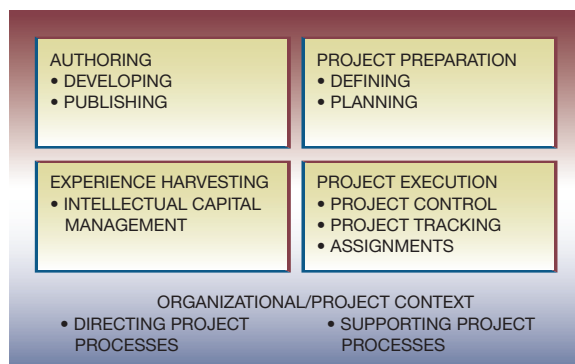 AUTHORING
• DEVELOPING
• PUBLISHING
PROJECT PREPARATION
• DEFINING
• PLANNING
EXPERIENCE HARVESTING
• INTELLECTUAL CAPITAL
MANAGEMENT
PROJECT EXECUTION
• PROJECT CONTROL
• PROJECT TRACKING
• ASSIGNMENTS
ORGANIZATIONAL/PROJECT CONTEXT
• DIRECTING PROJECT
PROCESSES
• SUPPORTING PROJECT
PROCESSES